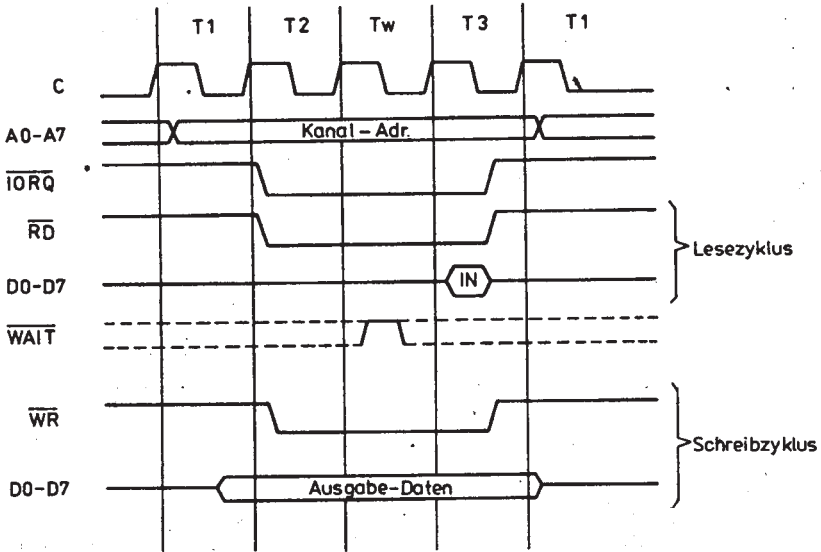 T1 T2 Tw T3 T1
C
A0-A7 Kanal-Adr.
IORQ
RD
Lesezyklus
D0-D7 IN
WAIT
WR
Schreibzyklus
D0-D7 Ausgabe-Daten